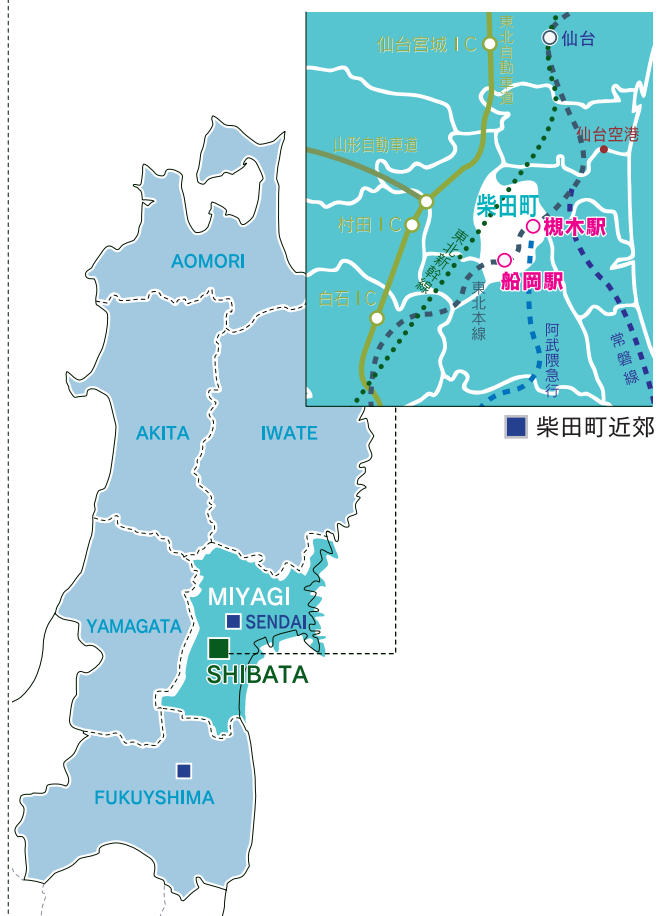 仙台宮城IC
東北自動車道
仙台
山形自動車道
仙台空港
柴田町
槻木駅
村田IC
東北新幹線
船岡駅
白石IC
東北本線
阿武隈急行
常磐線
柴田町近郊
AOMORI
AKITA
IWATE
MIYAGI
SENDAI
YAMAGATA
SHIBATA
FUKUYSHIMA